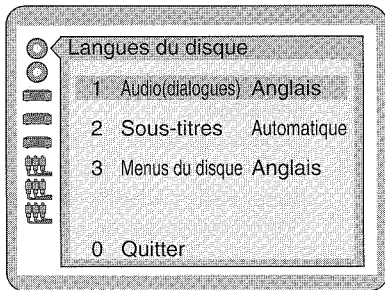 Langues du disque
1 Audio(dialogues) Anglais
2 Sous-titres Automatique
3 Menus du disque Anglais
0 Quitter